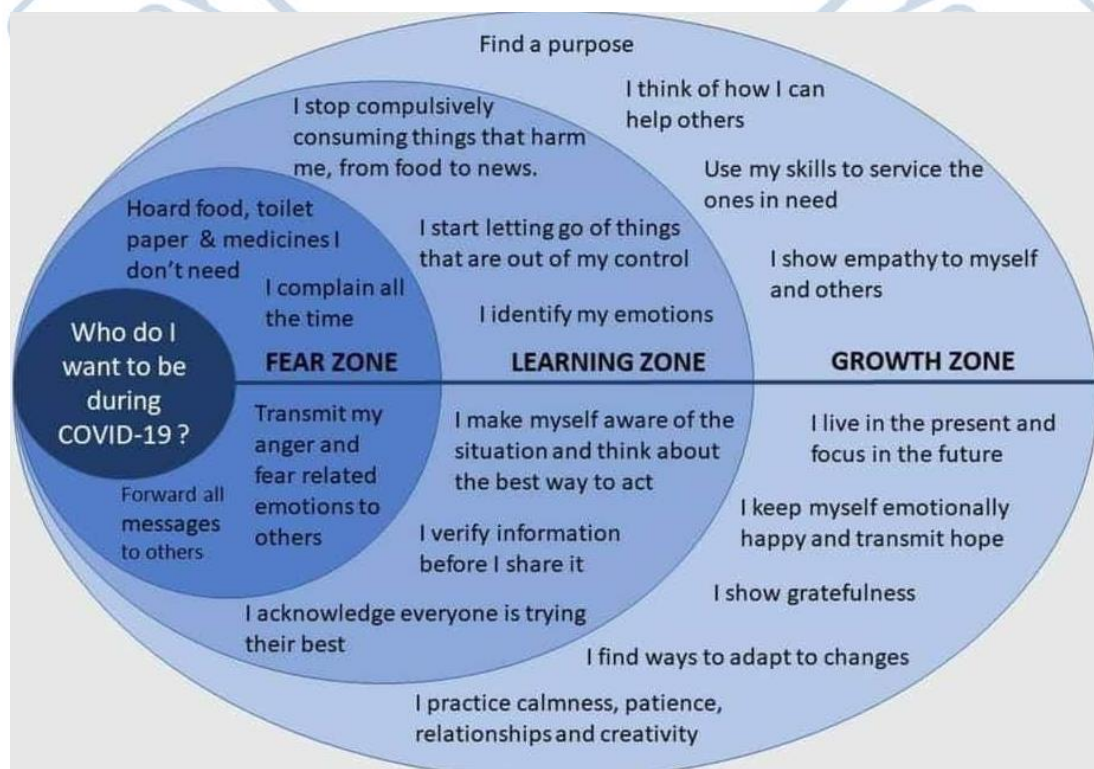 Find a purpose
I think of how I can
help others
I stop compulsively
consuming things that harm
me, from food to news.
Use my skills to service the
ones in need
Hoard food, toilet
paper & medicines I
don't need
I start letting go of things
that are out of my control
I show empathy to myself
and others
I complain all
the time
I identify my emotions
Who do I
want to be
during
COVID-19 ?
FEAR ZONE
LEARNING ZONE
GROWTH ZONE
Transmit my
anger and
fear related
emotions to
others
I make myself aware of the
situation and think about
the best way to act
I live in the present and
focus in the future
Forward all
messages
to others
I verify information
before I share it
I keep myself emotionally
happy and transmit hope
I show gratefulness
I acknowledge everyone is trying
their best
I find ways to adapt to changes
I practice calmness, patience,
relationships and creativity